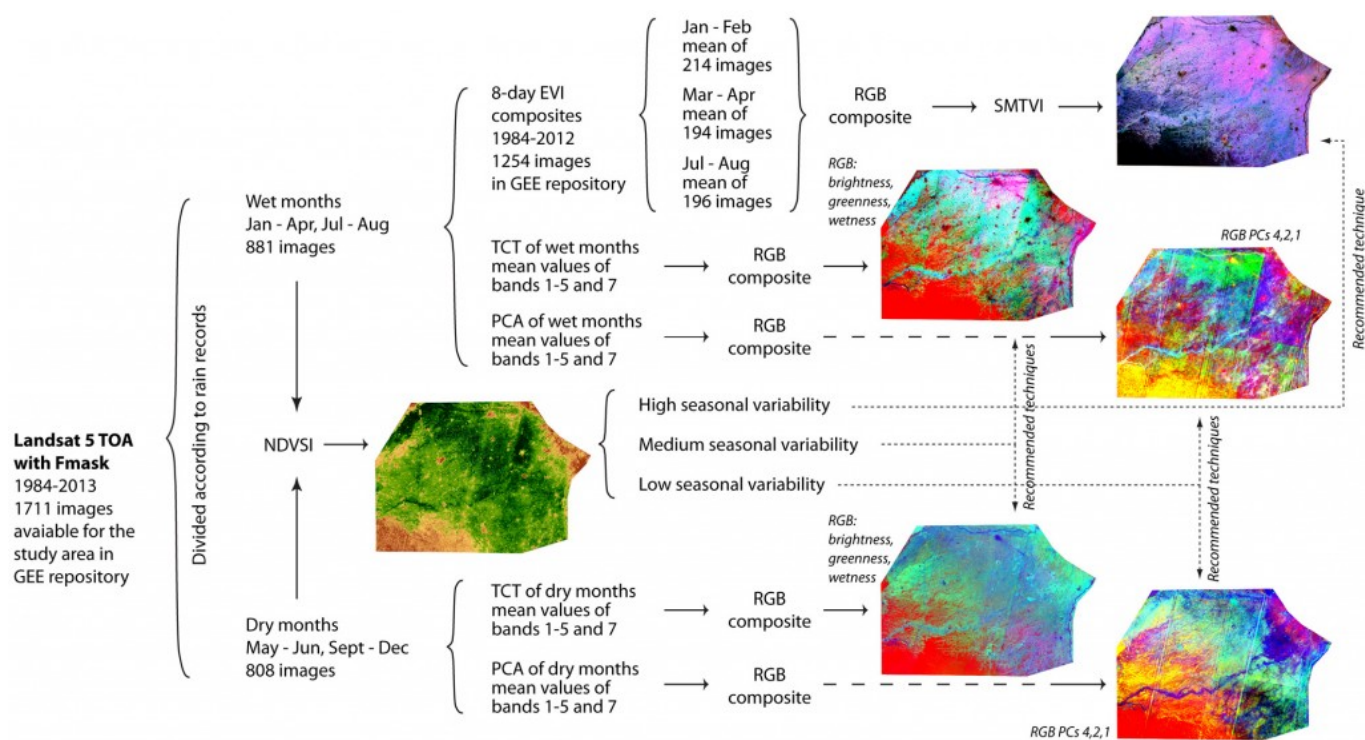 Landsat 5 TOA
with Fmask
1984-2013
1711 images
avaiable for the
study area in
GEE repository
Divided according to rain records
Wet months
Jan - Apr, Jul - Aug
881 images
NDVSI
Dry months
May - Jun, Sept - Dec
808 images
8-day EVI
composites
1984-2012
1254 images
in GEE repository
Jan - Feb
mean of
214 images
Mar - Apr
mean of
194 images
Jul - Aug
mean of
196 images
RGB
composite
SMTVI
TCT of wet months
mean values of
bands 1-5 and 7
RGB
composite
RGB:
brightness,
greenness,
wetness
PCA of wet months
mean values of
bands 1-5 and 7
RGB
composite
RGB PCs 4,2,1
High seasonal variability
Medium seasonal variability
Low seasonal variability
Recommended technique
Recommended techniques
Recommended techniques
TCT of dry months
mean values of
bands 1-5 and 7
RGB
composite
RGB:
brightness,
greenness,
wetness
PCA of dry months
mean values of
bands 1-5 and 7
RGB
composite
RGB PCs 4,2,1